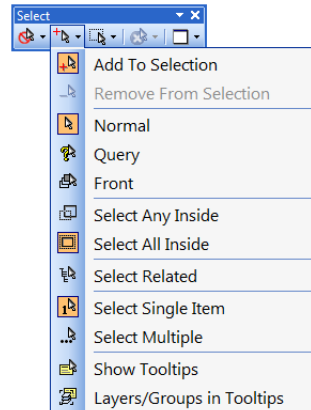 Select
Add To Selection
Remove From Selection
Normal
Query
Front
Select Any Inside
Select All Inside
Select Related
1
Select Single Item
Select Multiple
Show Tooltips
Layers/Groups in Tooltips